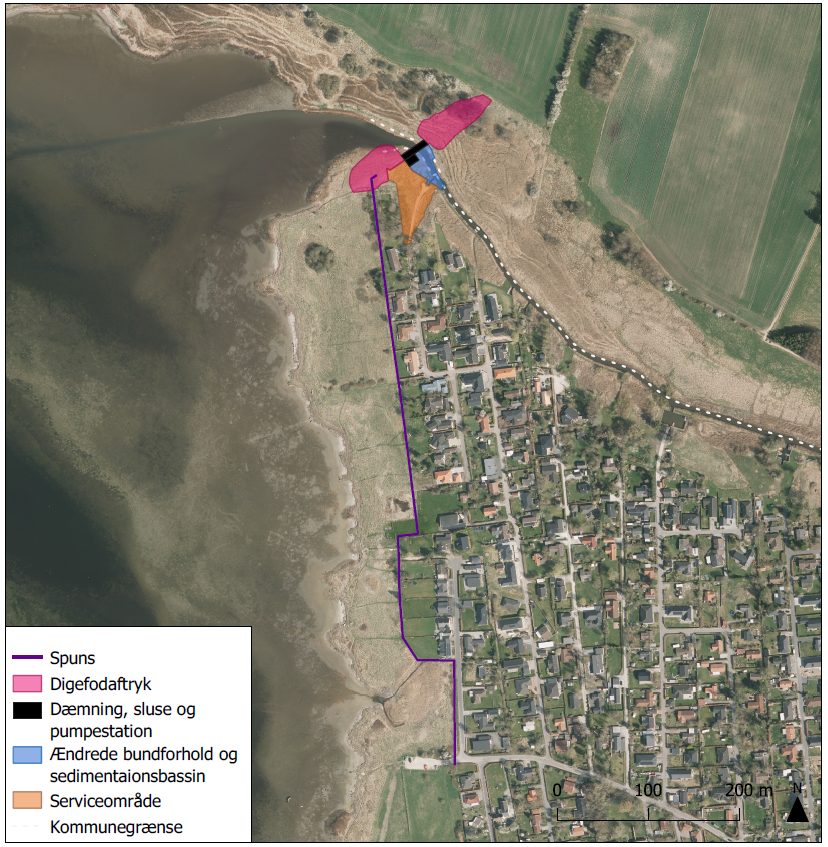 Spuns
Digefodaftryk
Dæmning, sluse og
pumpestation
Ændrede bundforhold og
sedimentaionsbassin
Serviceområde
Kommunegrænse
0 100 200 m
N